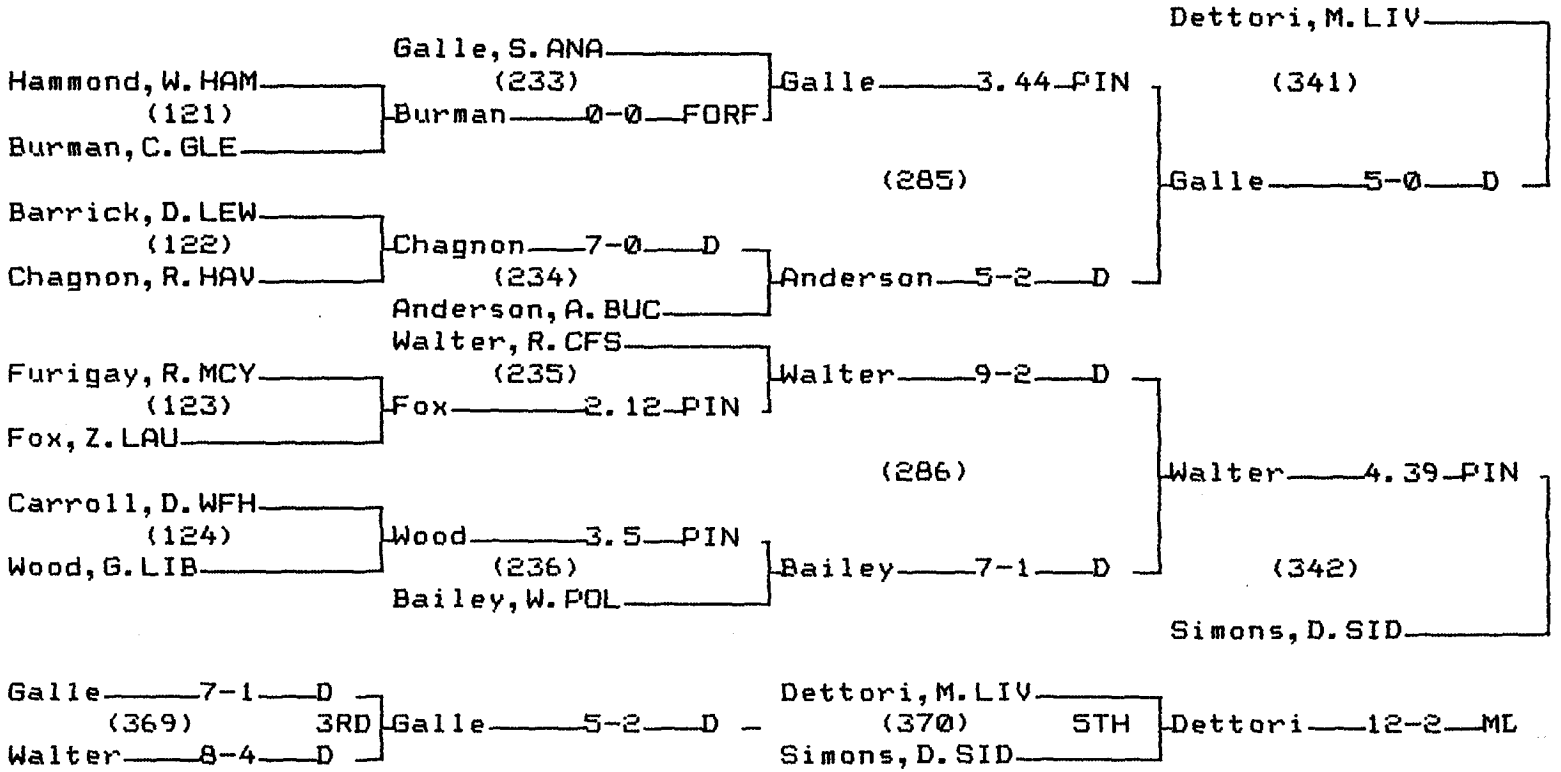 Dettori, M. LIV
Galle, S. ANA
Hammond, W. HAM (233) Galle 3.44 PIN (341)
(121) Burman 0-0 FORF
Burman, C. GLE
(285) Galle 5-0 D
Barrick, D. LEW
(122) Chagnon 7-0 D
Chagnon, R. HAV (234) Anderson 5-2 D
Anderson, A. BUC
Walter, R. CFS
Furigay, R. MCY (235) Walter 9-2 D
(123) Fox 2.12 PIN
Fox, Z. LAU
(286) Walter 4.39 PIN
Carroll, D. WFH
(124) Wood 3.5 PIN
Wood, G. LIB (236) Bailey 7-1 D (342)
Bailey, W. POL
Simons, D. SID
Galle 7-1 D Dettori, M. LIV
(369) 3RD Galle 5-2 D (370) 5TH Dettori 12-2 MD
Walter 8-4 D Simons, D. SID